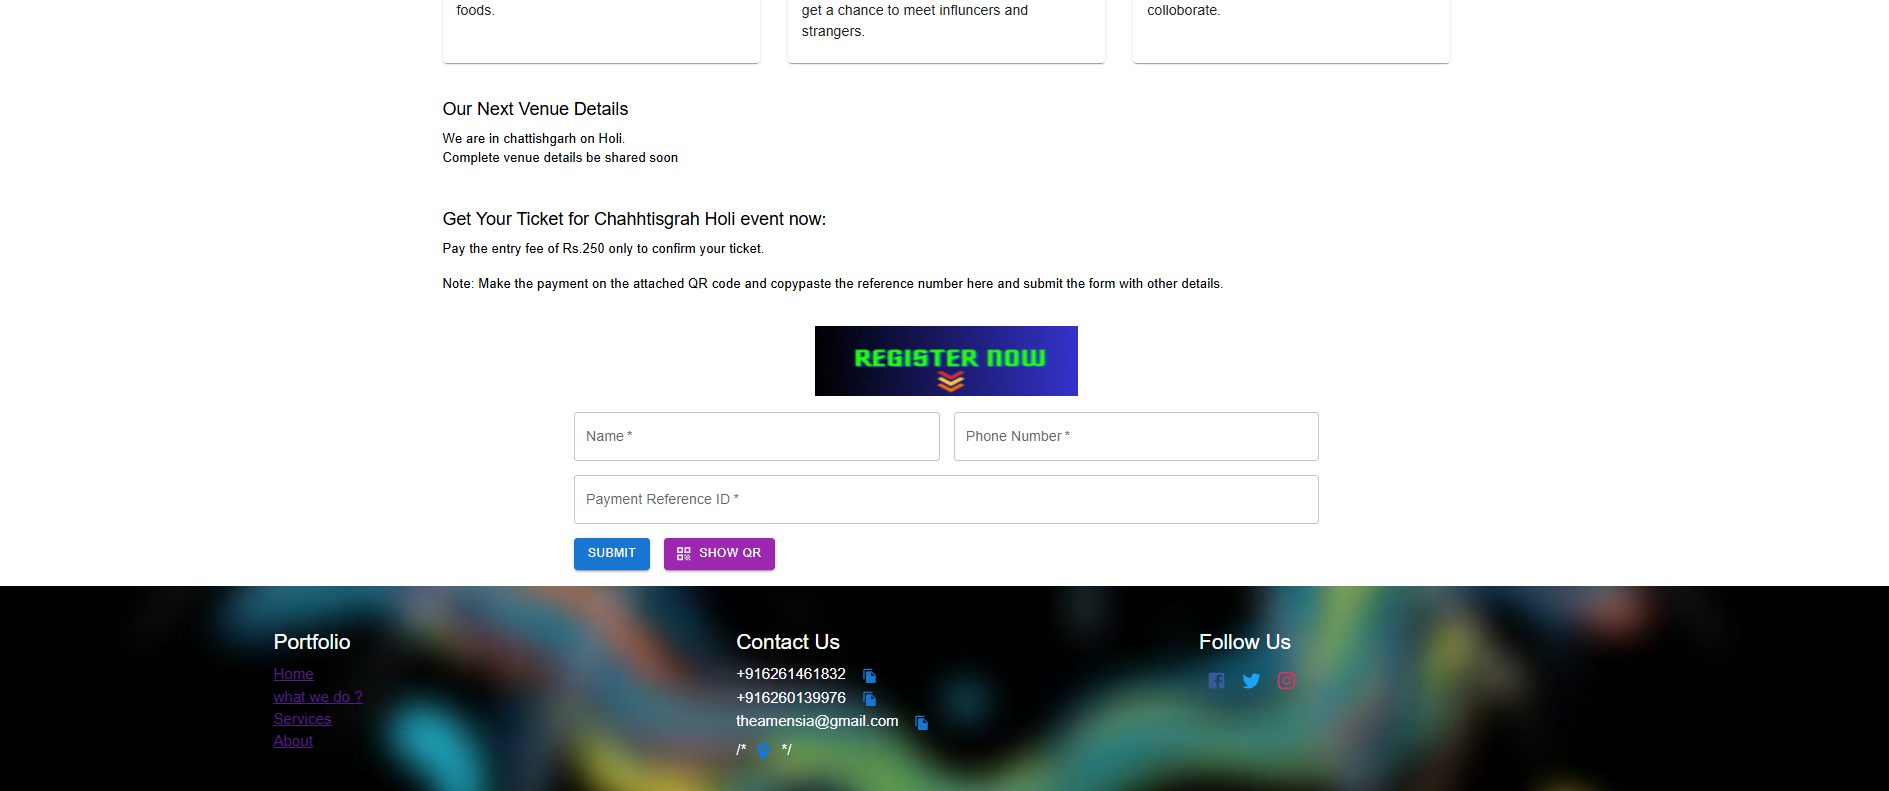 foods.
get a chance to meet influncers and
strangers.
colloborate.
Our Next Venue Details
We are in chattishgarh on Holi.
Complete venue details be shared soon
Get Your Ticket for Chahhtisgrah Holi event now:
Pay the entry fee of Rs.250 only to confirm your ticket.
Note: Make the payment on the attached QR code and copypaste the reference number here and submit the form with other details.
REGISTER NOW
Name *
Phone Number *
Payment Reference ID *
SUBMIT
SHOW QR
Portfolio
Home
what we do ?
Services
About
Contact Us
+916261461832
+916260139976
theamensia@gmail.com
/* */
Follow Us